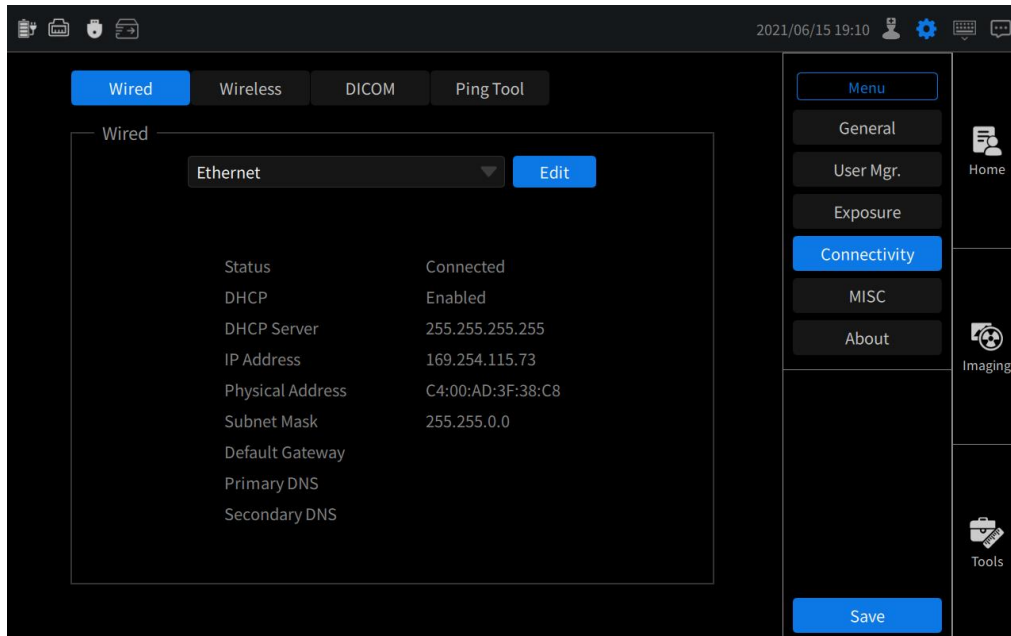 2021/06/15 19:10
Wired Wireless DICOM Ping Tool
Wired
Ethernet Edit
Status Connected
DHCP Enabled
DHCP Server 255.255.255.255
IP Address 169.254.115.73
Physical Address C4:00:AD:3F:38:C8
Subnet Mask 255.255.0.0
Default Gateway
Primary DNS
Secondary DNS
Menu
General
User Mgr.
Exposure
Connectivity
MISC
About
Save
Home
Imaging
Tools